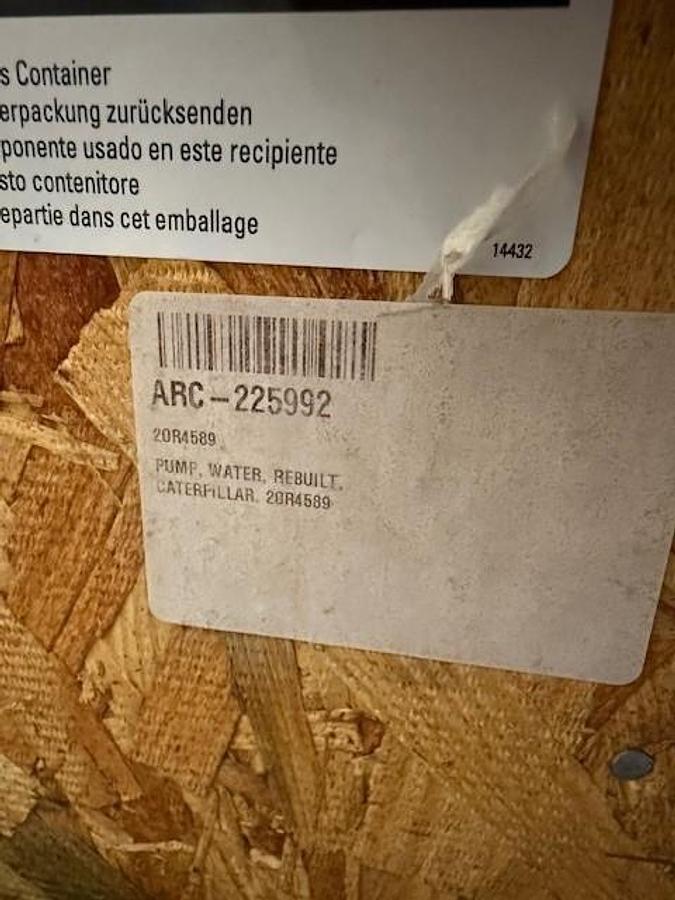 s Container
erpackung zurücksenden
ponente usado en este recipiente
sto contenitore
epartie dans cet emballage
14432
ARC-225992
20R4589
PUMP, WATER, REBUILT,
CATERPILLAR, 20R4589